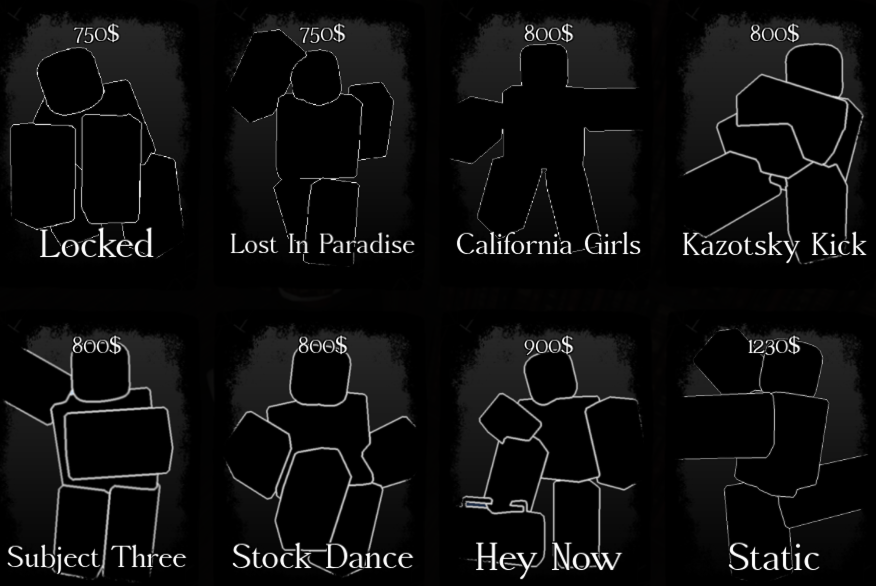 750$ 750$ 800$ 800$
Locked Lost In Paradise California Girls Kazotsky Kick
800$ 800$ 900$ 1230$
Subject Three Stock Dance Hey Now Static